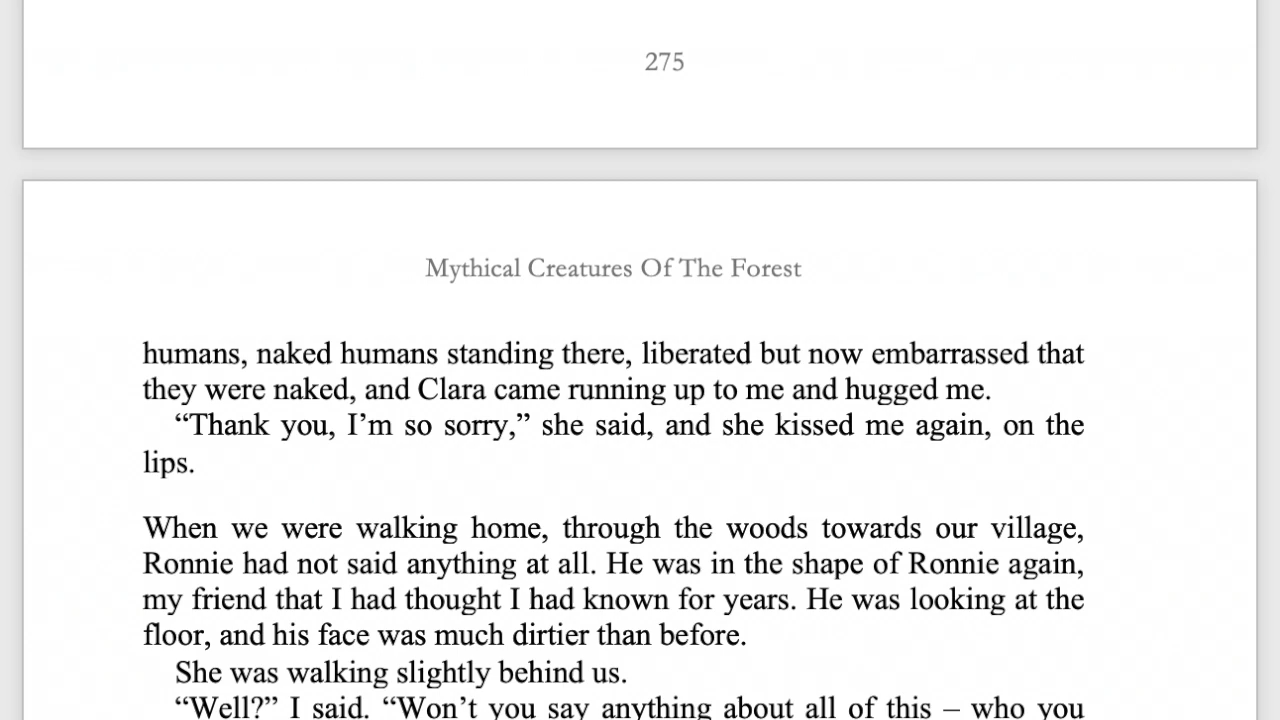 275
Mythical Creatures Of The Forest
humans, naked humans standing there, liberated but now embarrassed that
they were naked, and Clara came running up to me and hugged me.
“Thank you, I’m so sorry,” she said, and she kissed me again, on the
lips.
When we were walking home, through the woods towards our village,
Ronnie had not said anything at all. He was in the shape of Ronnie again,
my friend that I had thought I had known for years. He was looking at the
floor, and his face was much dirtier than before.
She was walking slightly behind us.
“Well?” I said. “Won’t you say anything about all of this – who you